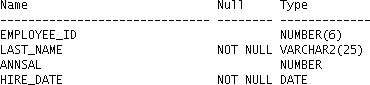 Name Null Type
------------------------------ -------- ---------------
EMPLOYEE_ID NUMBER(6)
LAST_NAME NOT NULL VARCHAR2(25)
ANNSAL NUMBER
HIRE_DATE NOT NULL DATE